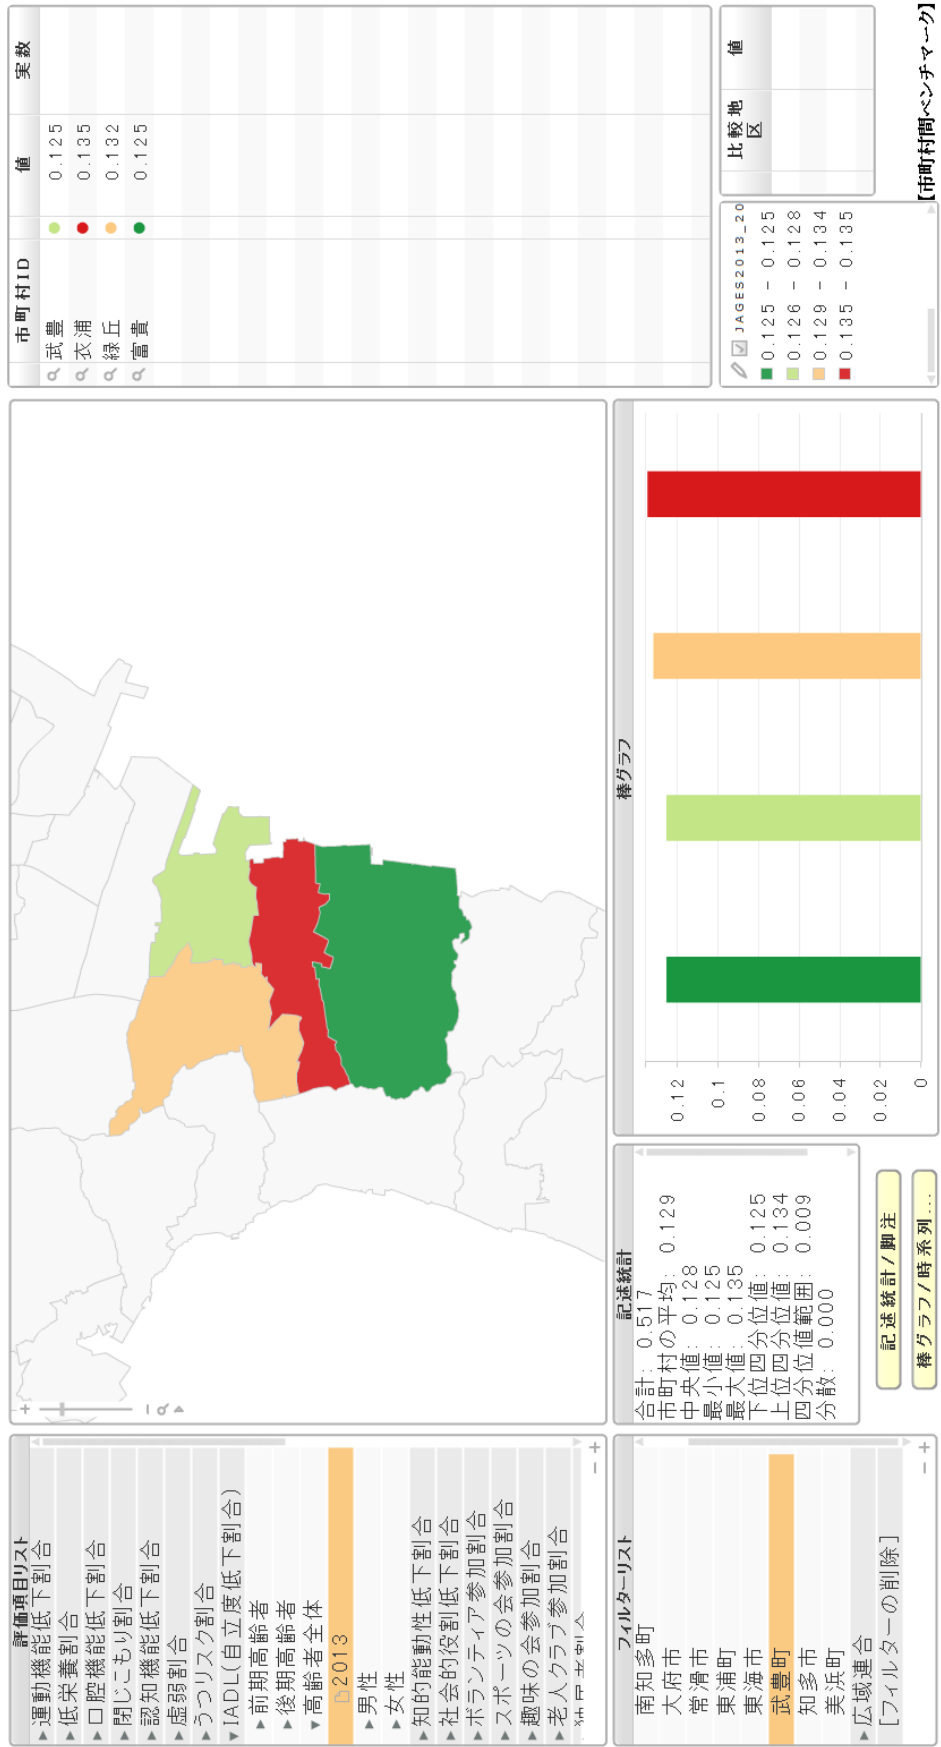 評価項目リスト
▶運動機能低下割合
▶低栄養割合
▶口腔機能低下割合
▶閉じこもり割合
▶認知機能低下割合
▶虚弱割合
▶うつリスク割合
▼IADL(自立度低下割合)
▶前期高齢者
▶後期高齢者
▼高齢者全体
2013
▶男性
▶女性
▶知的能動性低下割合
▶社会的役割低下割合
▶ボランティア参加割合
▶スポーツの会参加割合
▶趣味の会参加割合
▶老人クラブ参加割合
フィルターリスト
南知多町
大府市
常滑市
東浦町
東海市
武豊町
知多市
美浜町
▶広域連合
[フィルターの削除]
記述統計
合計: 0.517
市町村の平均: 0.129
中央値: 0.128
最小値: 0.125
最大値: 0.135
下位四分位値: 0.125
上位四分位値: 0.134
四分位値範囲: 0.009
分散: 0.000
記述統計/脚注
棒グラフ/時系列...
棒グラフ
0.12
0.1
0.08
0.06
0.04
0.02
0
市町村ID 値 実数
武豊 0.125
衣浦 0.135
緑丘 0.132
富貴 0.125
JAGES2013_20
0.125 - 0.125
0.126 - 0.128
0.129 - 0.134
0.135 - 0.135
比較地区 値
【市町村間ベンチマーク】